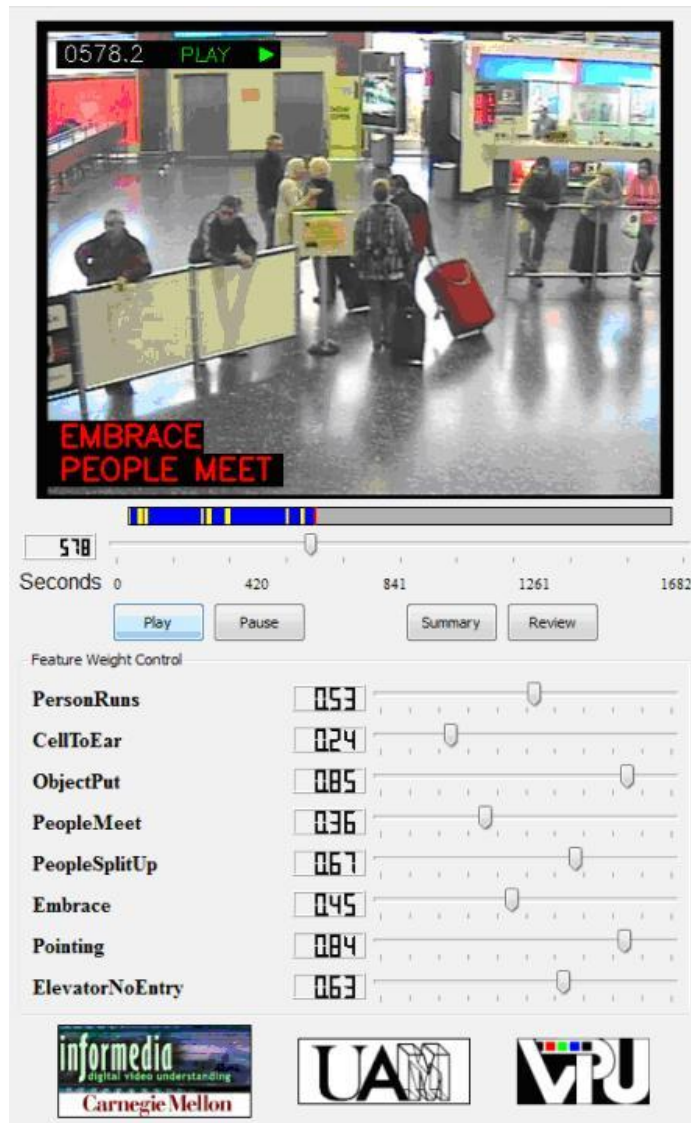 0578.2 PLAY
EMBRACE
PEOPLE MEET
578
Seconds 0 420 841 1261 1682
Play Pause Summary Review
Feature Weight Control
PersonRuns 0.53
CellToEar 0.24
ObjectPut 0.85
PeopleMeet 0.36
PeopleSplitUp 0.67
Embrace 0.45
Pointing 0.84
ElevatorNoEntry 0.63
informedia UAM VPU
digital video understanding
Carnegie Mellon